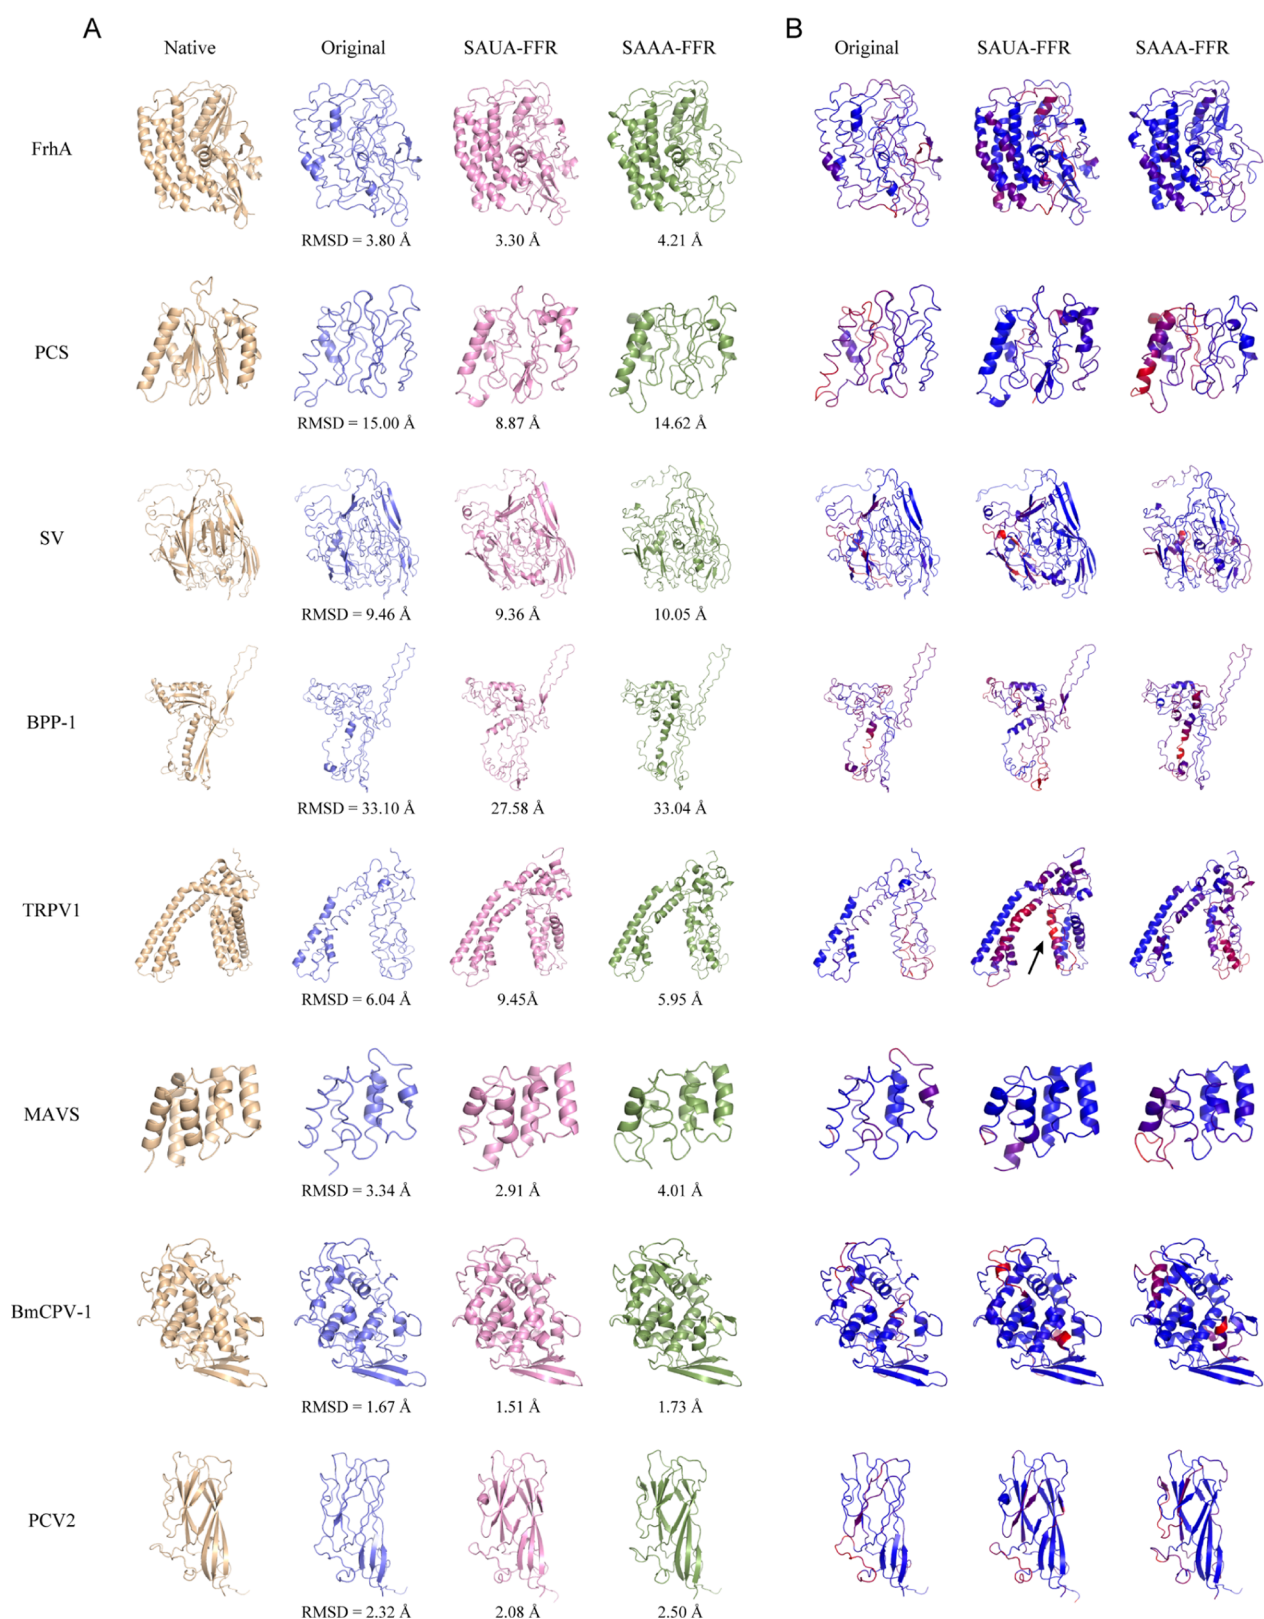 A B
Native Original SAUA-FFR SAAA-FFR Original SAUA-FFR SAAA-FFR
FrhA
RMSD = 3.80 Å 3.30 Å 4.21 Å
PCS
RMSD = 15.00 Å 8.87 Å 14.62 Å
SV
RMSD = 9.46 Å 9.36 Å 10.05 Å
BPP-1
RMSD = 33.10 Å 27.58 Å 33.04 Å
TRPV1
RMSD = 6.04 Å 9.45Å 5.95 Å
MAVS
RMSD = 3.34 Å 2.91 Å 4.01 Å
BmCPV-1
RMSD = 1.67 Å 1.51 Å 1.73 Å
PCV2
RMSD = 2.32 Å 2.08 Å 2.50 Å